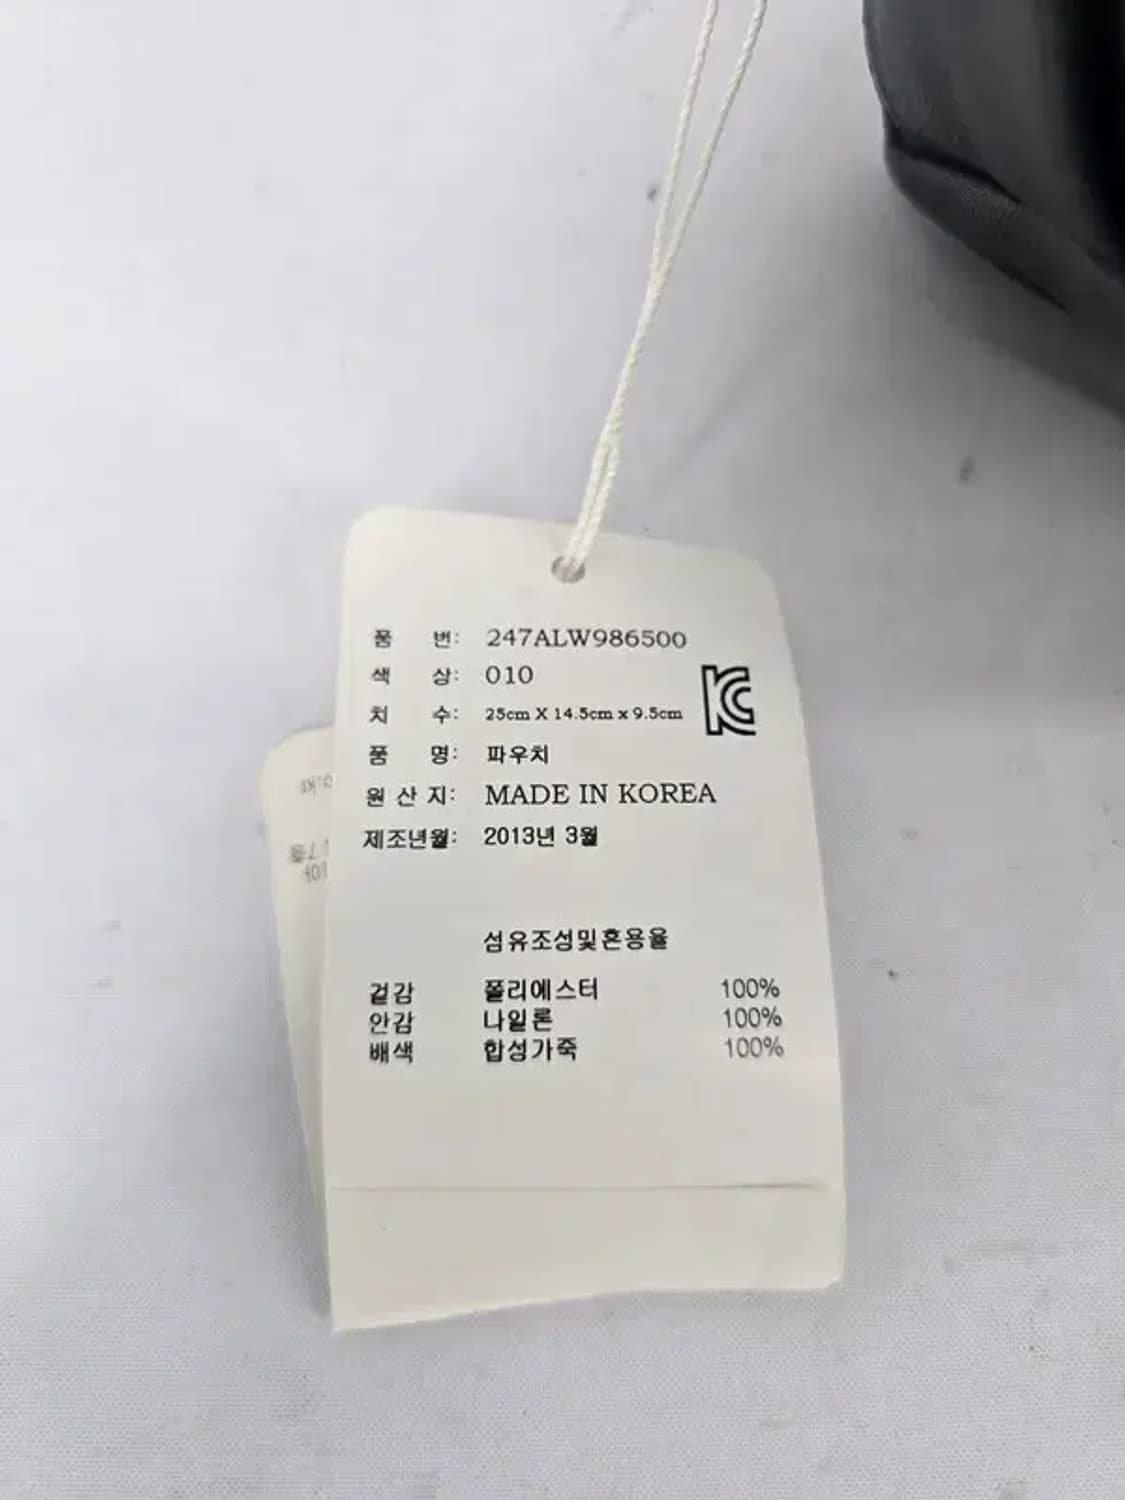 품 번: 247ALW986500
색 상: 010
치 수: 25cm X 14.5cm x 9.5cm
KC
품 명: 파우치
원 산 지: MADE IN KOREA
제조년월: 2013년 3월
섬유조성및혼용율
겉감 폴리에스터 100%
안감 나일론 100%
배색 합성가죽 100%